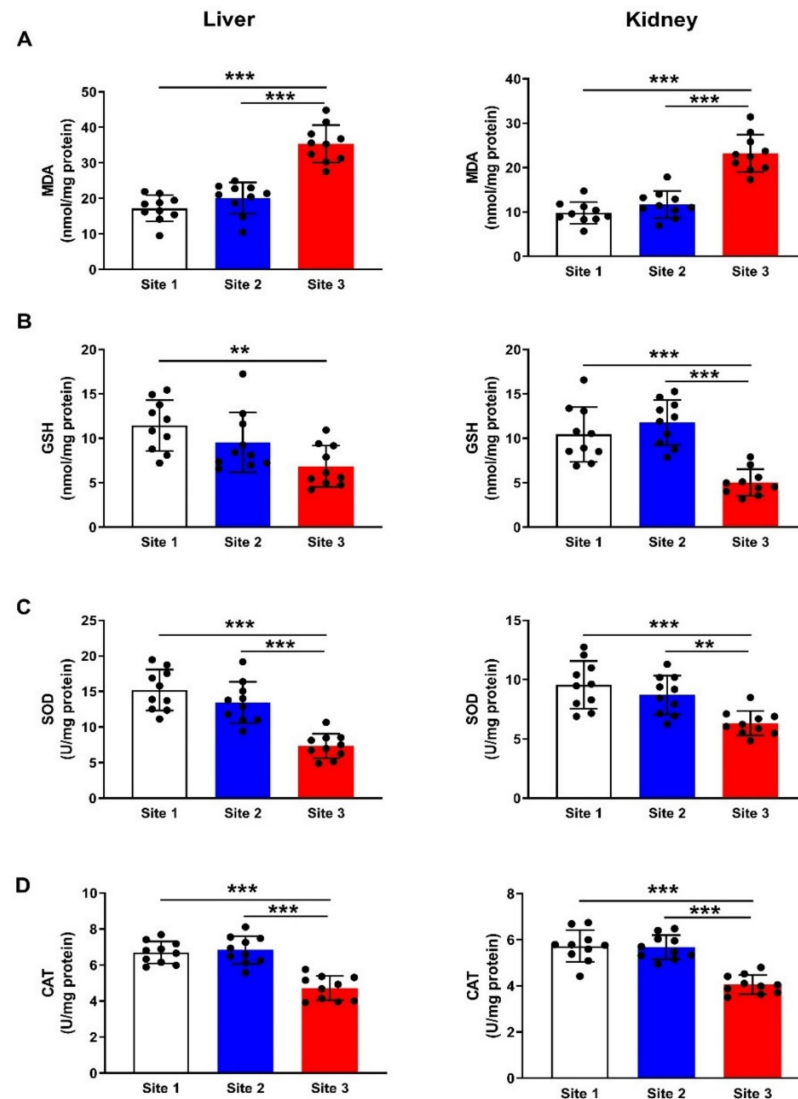 Liver
Kidney
A
***
***
50
40
30
20
10
0
MDA
(nmol/mg protein)
Site 1 Site 2 Site 3
***
***
40
30
20
10
0
MDA
(nmol/mg protein)
Site 1 Site 2 Site 3
B
**
20
15
10
5
0
GSH
(nmol/mg protein)
Site 1 Site 2 Site 3
***
***
20
15
10
5
0
GSH
(nmol/mg protein)
Site 1 Site 2 Site 3
C
***
***
25
20
15
10
5
0
SOD
(U/mg protein)
Site 1 Site 2 Site 3
***
**
15
10
5
0
SOD
(U/mg protein)
Site 1 Site 2 Site 3
D
***
***
10
8
6
4
2
0
CAT
(U/mg protein)
Site 1 Site 2 Site 3
***
***
8
6
4
2
0
CAT
(U/mg protein)
Site 1 Site 2 Site 3